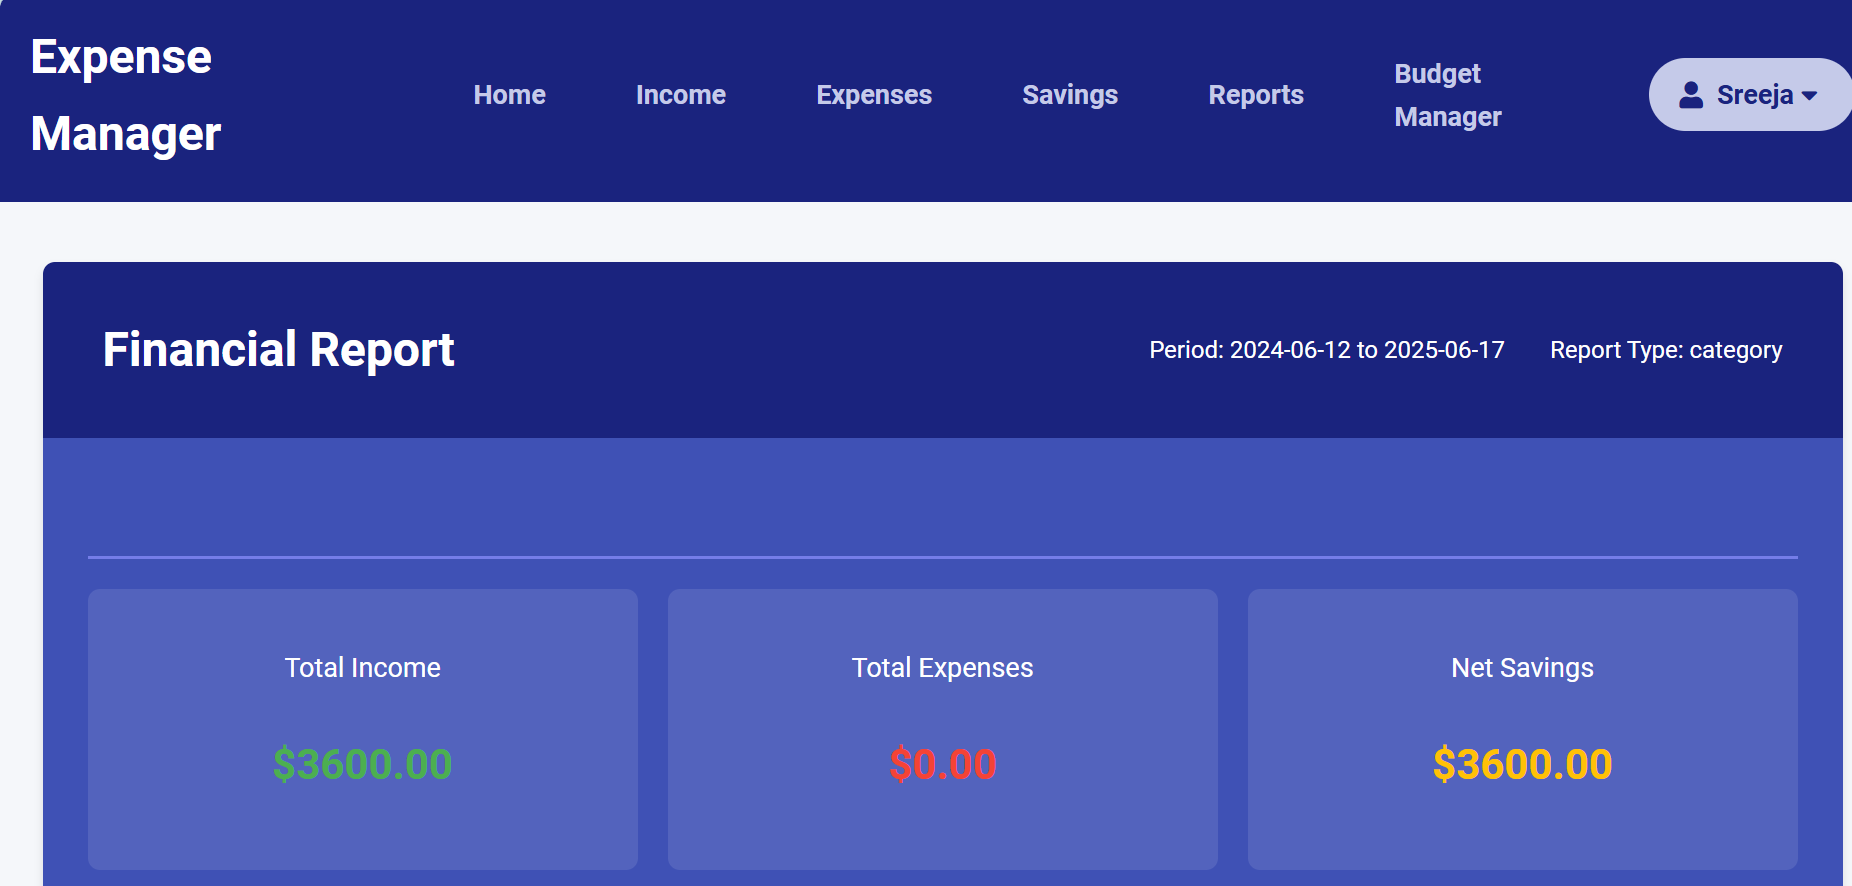 Expense
Manager
Home
Income
Expenses
Savings
Reports
Budget
Manager
Sreeja
Financial Report
Period: 2024-06-12 to 2025-06-17
Report Type: category
Total Income
$3600.00
Total Expenses
$0.00
Net Savings
$3600.00